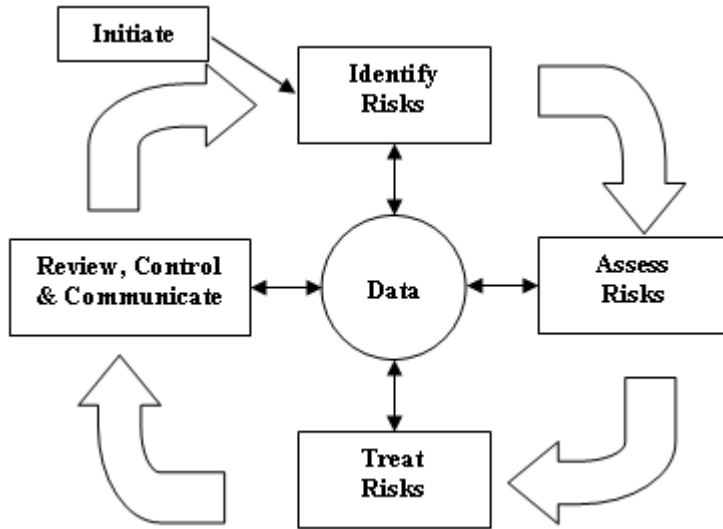 Initiate
Identify
Risks
Review, Control
& Communicate
Data
Assess
Risks
Treat
Risks